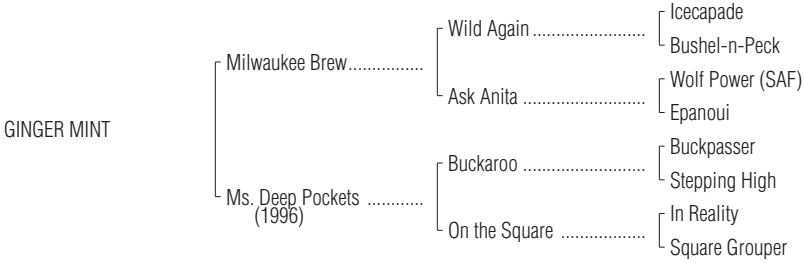 Icecapade
Wild Again ........................
Bushel-n-Peck
Milwaukee Brew................
Wolf Power (SAF)
Ask Anita ..........................
Epanoui
GINGER MINT
Buckpasser
Buckaroo ..........................
Stepping High
Ms. Deep Pockets ............
(1996)
In Reality
On the Square ..................
Square Grouper